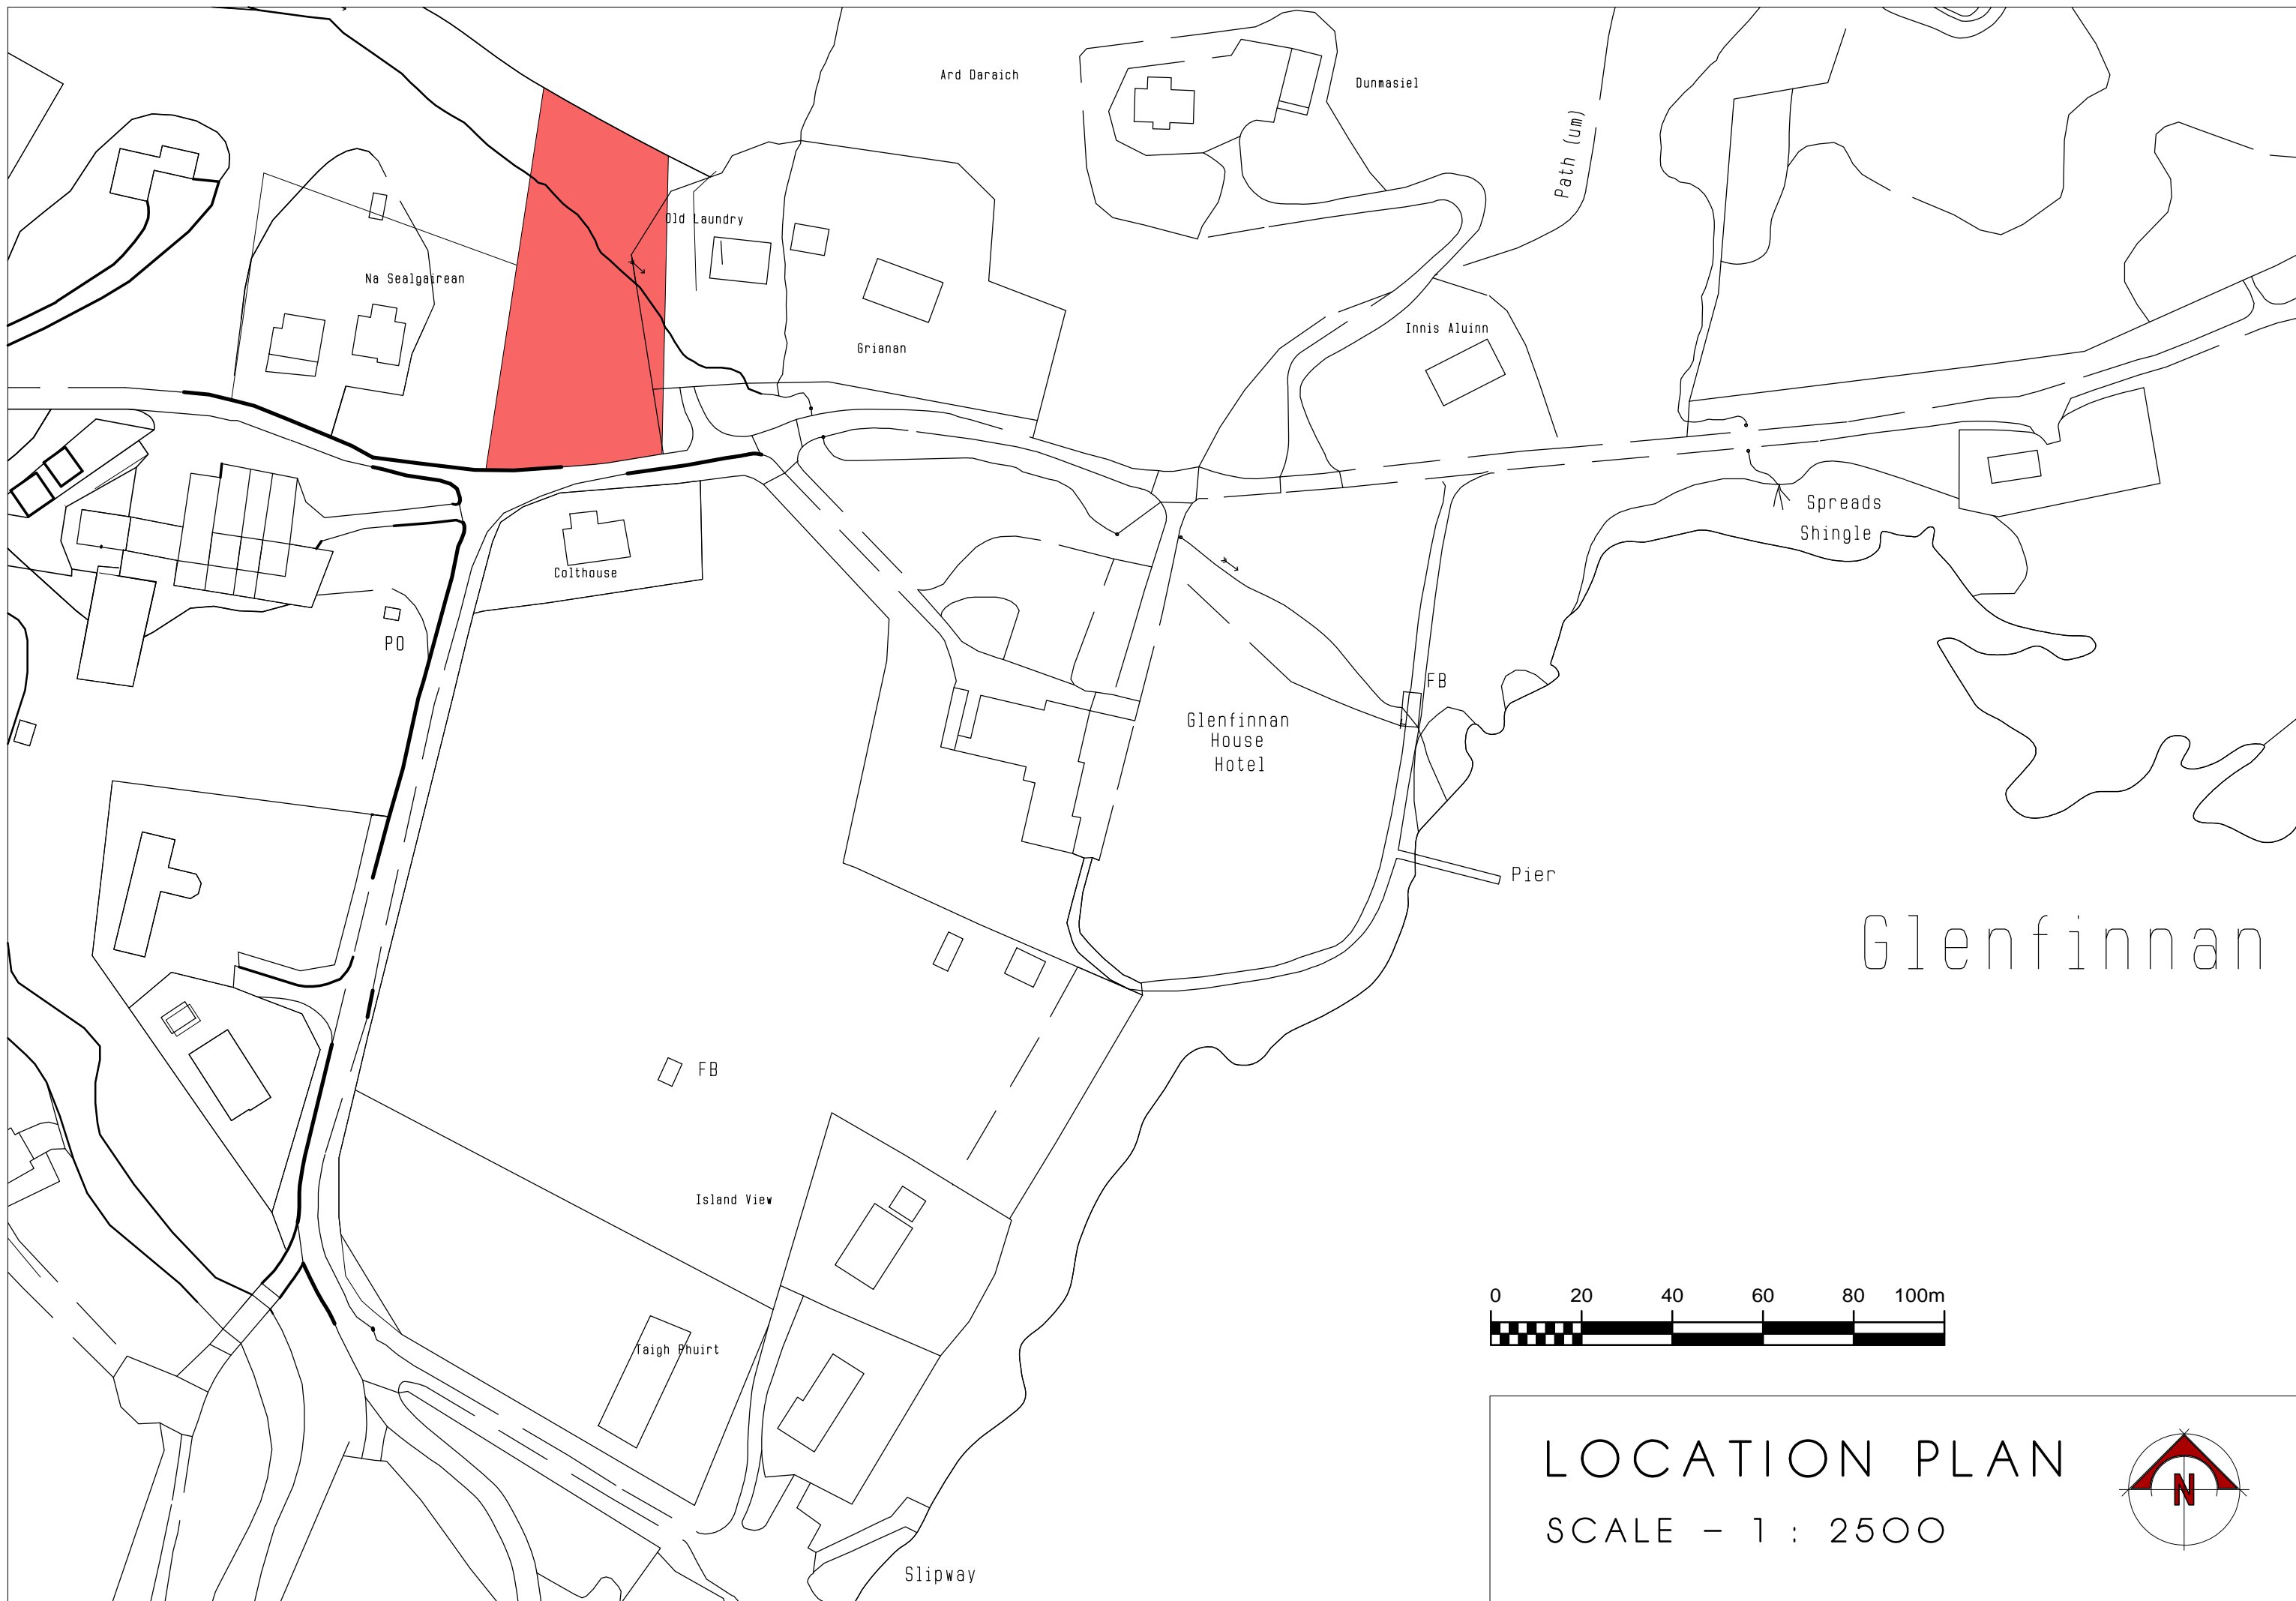 Ard Daraich
Dunmasiel
Path (um)
Old Laundry
Na Sealgairean
Grianan
Innis Aluinn
Spreads
Shingle
Colthouse
PO
FB
Glenfinnan
House
Hotel
Pier
Glenfinnan
FB
Island View
Taigh Phuirt
Slipway
0 20 40 60 80 100m
LOCATION PLAN
SCALE - 1 : 2500
N